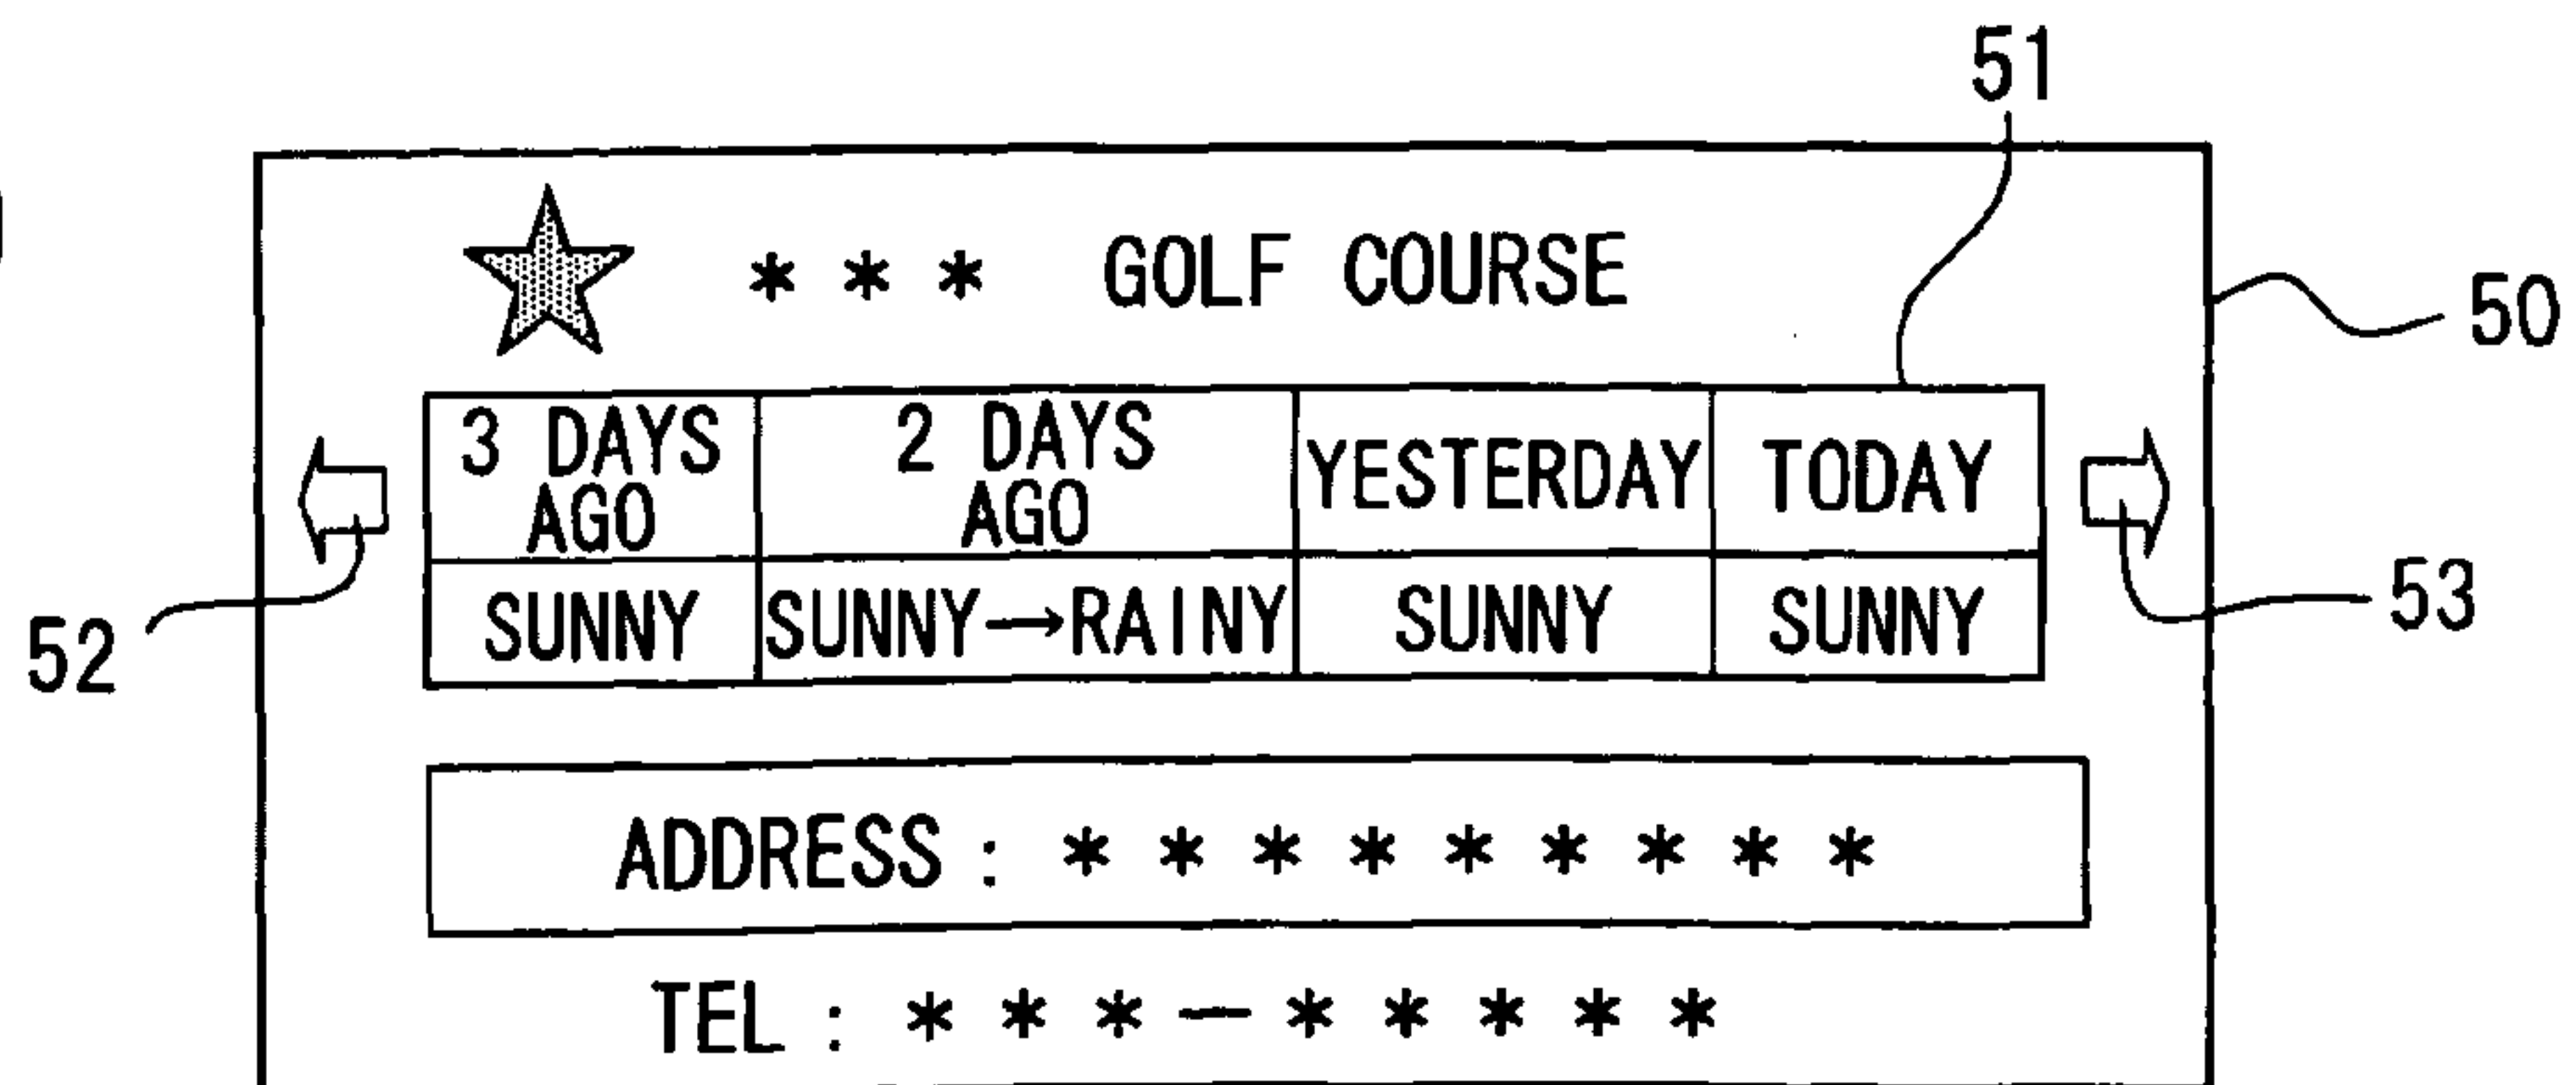 51
* * * GOLF COURSE
50
3 DAYS AGO 2 DAYS AGO YESTERDAY TODAY
SUNNY SUNNY→RAINY SUNNY SUNNY
52
53
ADDRESS : * * * * * * * * *
TEL : * * * — * * * * *